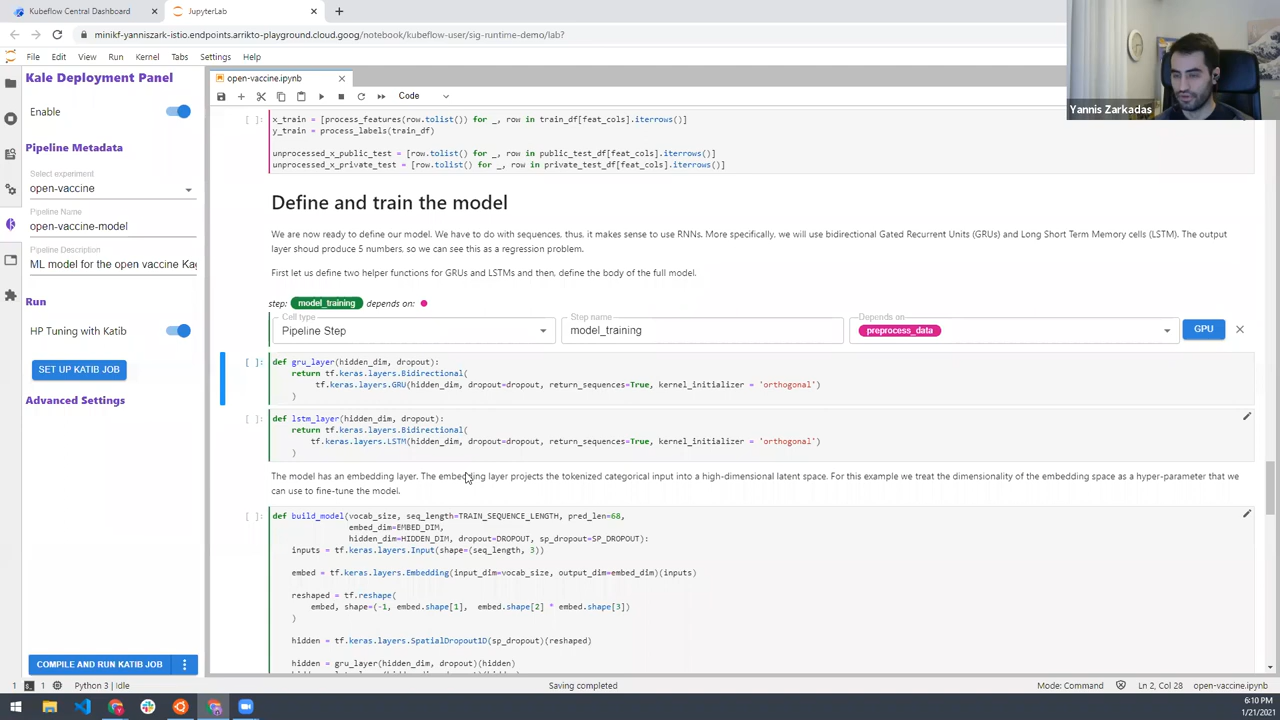 Kubeflow Central Dashboard
JupyterLab
minikf-yanniszark-istio.endpoints.arrikto-playground.cloud.goog/notebook/kubeflow-user/sig-runtime-demo/lab?
File Edit View Run Kernel Tabs Settings Help
Yannis Zarkadas
Kale Deployment Panel
Enable
Pipeline Metadata
Select experiment
open-vaccine
Pipeline Name
open-vaccine-model
Pipeline Description
ML model for the open vaccine Kag
Run
HP Tuning with Katib
SET UP KATIB JOB
Advanced Settings
COMPILE AND RUN KATIB JOB
open-vaccine.ipynb
Code
[ ]:
x_train = [process_features(row.tolist()) for _, row in train_df[feat_cols].iterrows()]
y_train = process_labels(train_df)
unprocessed_x_public_test = [row.tolist() for _, row in public_test_df[feat_cols].iterrows()]
unprocessed_x_private_test = [row.tolist() for _, row in private_test_df[feat_cols].iterrows()]
Define and train the model
We are now ready to define our model. We have to do with sequences, thus, it makes sense to use RNNs. More specifically, we will use bidirectional Gated Recurrent Units (GRUs) and Long Short Term Memory cells (LSTM). The output
layer shoud produce 5 numbers, so we can see this as a regression problem.
First let us define two helper functions for GRUs and LSTMs and then, define the body of the full model.
step: model_training depends on:
Cell type
Pipeline Step
Step name
model_training
Depends on
preprocess_data
GPU
[ ]:
def gru_layer(hidden_dim, dropout):
return tf.keras.layers.Bidirectional(
tf.keras.layers.GRU(hidden_dim, dropout=dropout, return_sequences=True, kernel_initializer = 'orthogonal')
)
[ ]:
def lstm_layer(hidden_dim, dropout):
return tf.keras.layers.Bidirectional(
tf.keras.layers.LSTM(hidden_dim, dropout=dropout, return_sequences=True, kernel_initializer = 'orthogonal')
)
The model has an embedding layer. The embedding layer projects the tokenized categorical input into a high-dimensional latent space. For this example we treat the dimensionality of the embedding space as a hyper-parameter that we
can use to fine-tune the model.
[ ]:
def build_model(vocab_size, seq_length=TRAIN_SEQUENCE_LENGTH, pred_len=68,
embed_dim=EMBED_DIM,
hidden_dim=HIDDEN_DIM, dropout=DROPOUT, sp_dropout=SP_DROPOUT):
inputs = tf.keras.layers.Input(shape=(seq_length, 3))
embed = tf.keras.layers.Embedding(input_dim=vocab_size, output_dim=embed_dim)(inputs)
reshaped = tf.reshape(
embed, shape=(-1, embed.shape[1], embed.shape[2] * embed.shape[3])
)
hidden = tf.keras.layers.SpatialDropout1D(sp_dropout)(reshaped)
hidden = gru_layer(hidden_dim, dropout)(hidden)
1
1
Python 3 | Idle
Saving completed
Mode: Command
Ln 2, Col 28
open-vaccine.ipynb
6:10 PM
1/21/2021